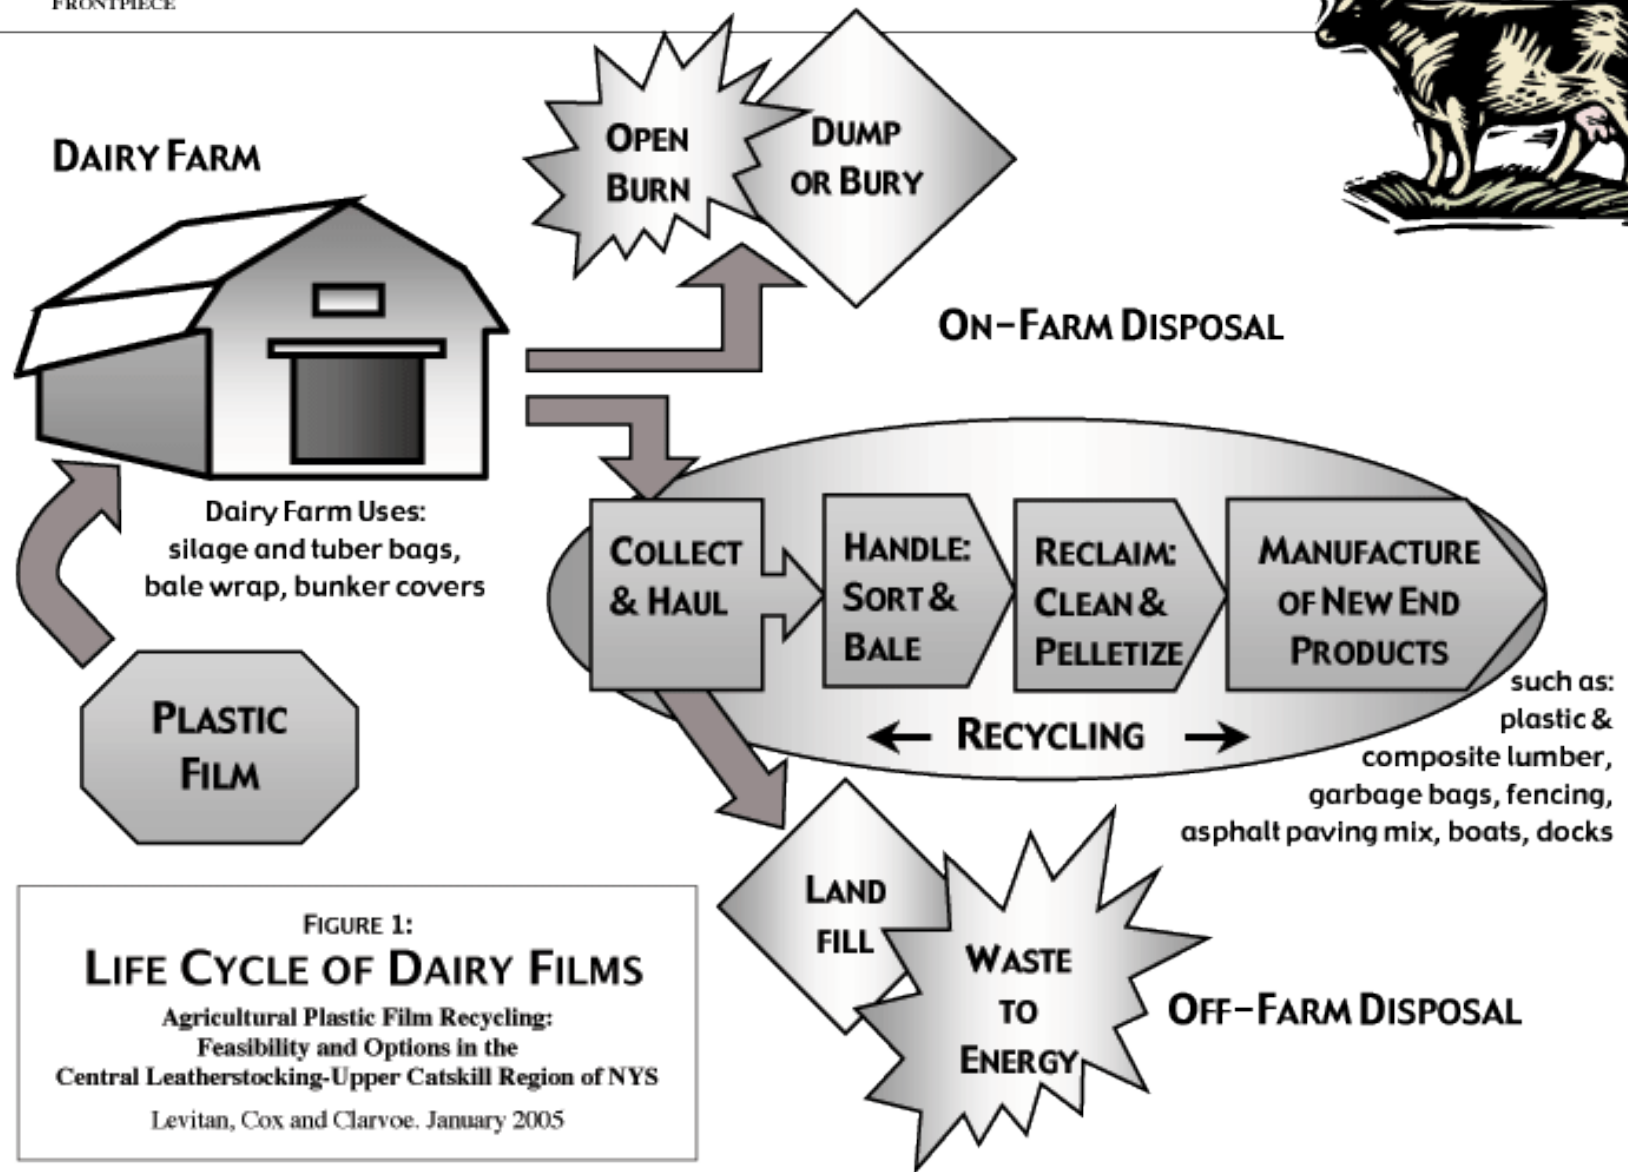 FRONTPIECE
DAIRY FARM
OPEN
BURN
DUMP
OR BURY
ON-FARM DISPOSAL
Dairy Farm Uses:
silage and tuber bags,
bale wrap, bunker covers
PLASTIC
FILM
COLLECT
& HAUL
HANDLE:
SORT &
BALE
RECLAIM:
CLEAN &
PELLETIZE
MANUFACTURE
OF NEW END
PRODUCTS
RECYCLING
such as:
plastic &
composite lumber,
garbage bags, fencing,
asphalt paving mix, boats, docks
LAND
FILL
WASTE
TO
ENERGY
OFF-FARM DISPOSAL
FIGURE 1:
LIFE CYCLE OF DAIRY FILMS
Agricultural Plastic Film Recycling:
Feasibility and Options in the
Central Leatherstocking-Upper Catskill Region of NYS
Levitan, Cox and Clarvoe. January 2005